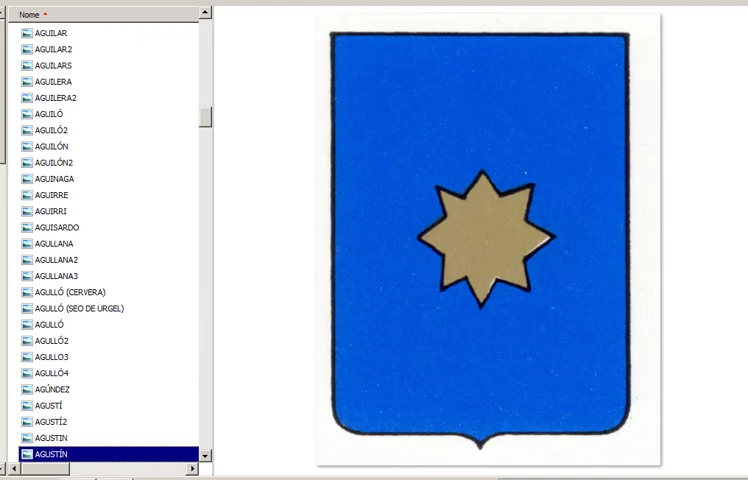 Nome
AGUILAR
AGUILAR2
AGUILARS
AGUILERA
AGUILERA2
AGUILÓ
AGUILÓ2
AGUILÓN
AGUILÓN2
AGUINAGA
AGUIRRE
AGUIRRI
AGUISARDO
AGULLANA
AGULLANA2
AGULLANA3
AGULLÓ (CERVERA)
AGULLÓ (SEO DE URGEL)
AGULLÓ
AGULLÓ2
AGULLO3
AGULLÓ4
AGÚNDEZ
AGUSTÍ
AGUSTÍ2
AGUSTIN
AGUSTÍN